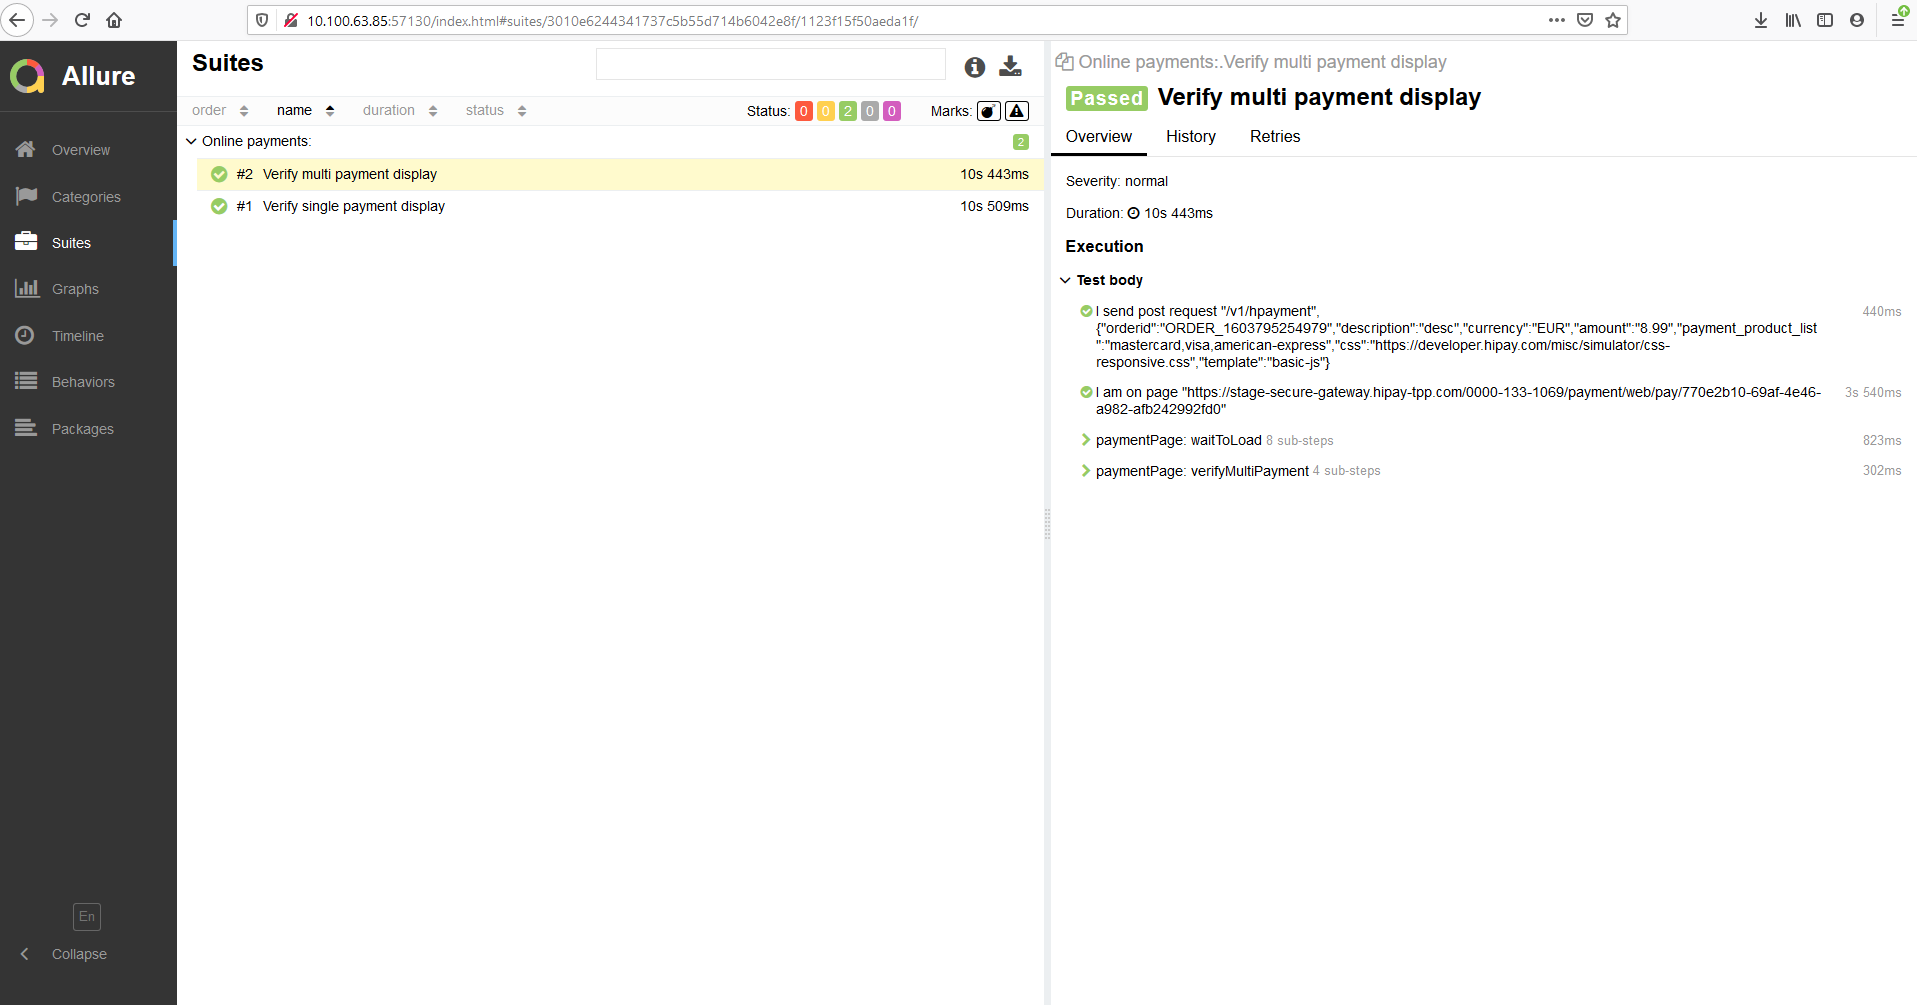 10.100.63.85:57130/index.html#suites/3010e6244341737c5b55d714b6042e8f/1123f15f50aeda1f/
Allure
Overview
Categories
Suites
Graphs
Timeline
Behaviors
Packages
En
Collapse
Suites
order name duration status Status: 0 0 2 0 0 Marks:
Online payments: 2
#2 Verify multi payment display 10s 443ms
#1 Verify single payment display 10s 509ms
Online payments:.Verify multi payment display
Passed Verify multi payment display
Overview History Retries
Severity: normal
Duration: 10s 443ms
Execution
Test body
I send post request "/v1/hpayment", 440ms
{"orderid":"ORDER_1603795254979","description":"desc","currency":"EUR","amount":"8.99","payment_product_list
":"mastercard,visa,american-express","css":"https://developer.hipay.com/misc/simulator/css-
responsive.css","template":"basic-js"}
I am on page "https://stage-secure-gateway.hipay-tpp.com/0000-133-1069/payment/web/pay/770e2b10-69af-4e46- 3s 540ms
a982-afb242992fd0"
paymentPage: waitToLoad 8 sub-steps 823ms
paymentPage: verifyMultiPayment 4 sub-steps 302ms